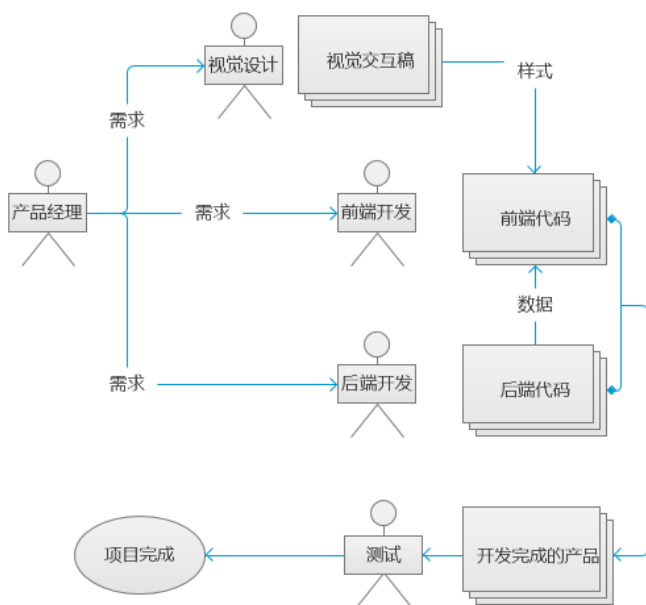 视觉设计
视觉交互稿
样式
需求
产品经理
需求
前端开发
前端代码
数据
需求
后端开发
后端代码
项目完成
测试
开发完成的产品